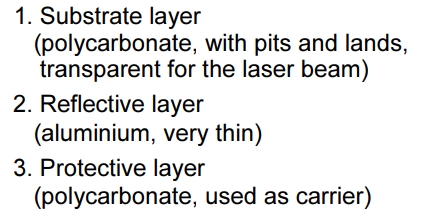 1. Substrate layer
(polycarbonate, with pits and lands,
transparent for the laser beam)
2. Reflective layer
(aluminium, very thin)
3. Protective layer
(polycarbonate, used as carrier)